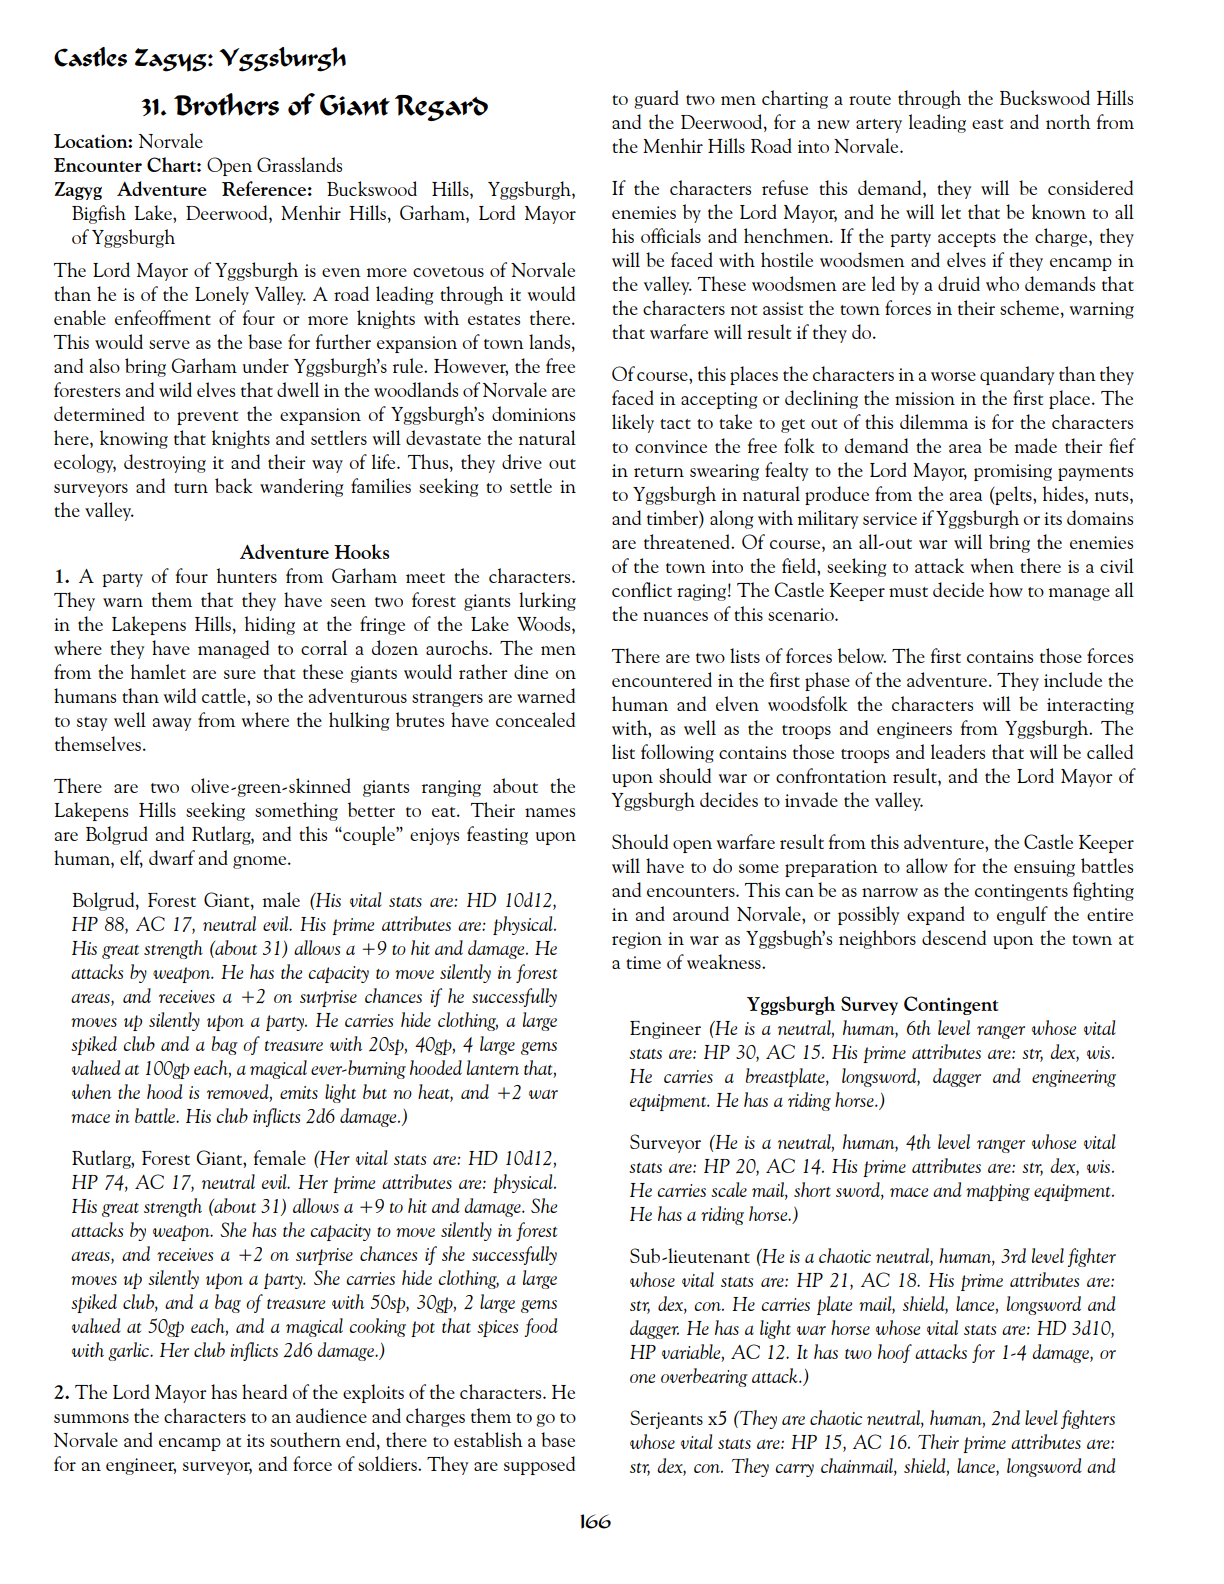 Castles Zagyg: Yggsburgh
31. Brothers of Giant Regard
Location: Norvale
Encounter Chart: Open Grasslands
Zagyg Adventure Reference: Buckswood Hills, Yggsburgh,
Bigfish Lake, Deerwood, Menhir Hills, Garham, Lord Mayor
of Yggsburgh
The Lord Mayor of Yggsburgh is even more covetous of Norvale
than he is of the Lonely Valley. A road leading through it would
enable enfeoffment of four or more knights with estates there.
This would serve as the base for further expansion of town lands,
and also bring Garham under Yggsburgh's rule. However, the free
foresters and wild elves that dwell in the woodlands of Norvale are
determined to prevent the expansion of Yggsburgh's dominions
here, knowing that knights and settlers will devastate the natural
ecology, destroying it and their way of life. Thus, they drive out
surveyors and turn back wandering families seeking to settle in
the valley.
Adventure Hooks
1. A party of four hunters from Garham meet the characters.
They warn them that they have seen two forest giants lurking
in the Lakepens Hills, hiding at the fringe of the Lake Woods,
where they have managed to corral a dozen aurochs. The men
from the hamlet are sure that these giants would rather dine on
humans than wild cattle, so the adventurous strangers are warned
to stay well away from where the hulking brutes have concealed
themselves.
There are two olive-green-skinned giants ranging about the
Lakepens Hills seeking something better to eat. Their names
are Bolgrud and Rutlarg, and this “couple” enjoys feasting upon
human, elf, dwarf and gnome.
Bolgrud, Forest Giant, male (His vital stats are: HD 10d12,
HP 88, AC 17, neutral evil. His prime attributes are: physical.
His great strength (about 31) allows a +9 to hit and damage. He
attacks by weapon. He has the capacity to move silently in forest
areas, and receives a +2 on surprise chances if he successfully
moves up silently upon a party. He carries hide clothing, a large
spiked club and a bag of treasure with 20sp, 40gp, 4 large gems
valued at 100gp each, a magical ever-burning hooded lantern that,
when the hood is removed, emits light but no heat, and +2 war
mace in battle. His club inflicts 2d6 damage.)
Rutlarg, Forest Giant, female (Her vital stats are: HD 10d12,
HP 74, AC 17, neutral evil. Her prime attributes are: physical.
His great strength (about 31) allows a +9 to hit and damage. She
attacks by weapon. She has the capacity to move silently in forest
areas, and receives a +2 on surprise chances if she successfully
moves up silently upon a party. She carries hide clothing, a large
spiked club, and a bag of treasure with 50sp, 30gp, 2 large gems
valued at 50gp each, and a magical cooking pot that spices food
with garlic. Her club inflicts 2d6 damage.)
2. The Lord Mayor has heard of the exploits of the characters. He
summons the characters to an audience and charges them to go to
Norvale and encamp at its southern end, there to establish a base
for an engineer, surveyor, and force of soldiers. They are supposed
to guard two men charting a route through the Buckswood Hills
and the Deerwood, for a new artery leading east and north from
the Menhir Hills Road into Norvale.
If the characters refuse this demand, they will be considered
enemies by the Lord Mayor, and he will let that be known to all
his officials and henchmen. If the party accepts the charge, they
will be faced with hostile woodsmen and elves if they encamp in
the valley. These woodsmen are led by a druid who demands that
the characters not assist the town forces in their scheme, warning
that warfare will result if they do.
Of course, this places the characters in a worse quandary than they
faced in accepting or declining the mission in the first place. The
likely tact to take to get out of this dilemma is for the characters
to convince the free folk to demand the area be made their fief
in return swearing fealty to the Lord Mayor, promising payments
to Yggsburgh in natural produce from the area (pelts, hides, nuts,
and timber) along with military service if Yggsburgh or its domains
are threatened. Of course, an all-out war will bring the enemies
of the town into the field, seeking to attack when there is a civil
conflict raging! The Castle Keeper must decide how to manage all
the nuances of this scenario.
There are two lists of forces below. The first contains those forces
encountered in the first phase of the adventure. They include the
human and elven woodsfolk the characters will be interacting
with, as well as the troops and engineers from Yggsburgh. The
list following contains those troops and leaders that will be called
upon should war or confrontation result, and the Lord Mayor of
Yggsburgh decides to invade the valley.
Should open warfare result from this adventure, the Castle Keeper
will have to do some preparation to allow for the ensuing battles
and encounters. This can be as narrow as the contingents fighting
in and around Norvale, or possibly expand to engulf the entire
region in war as Yggsbugh's neighbors descend upon the town at
a time of weakness.
Yggsburgh Survey Contingent
Engineer (He is a neutral, human, 6th level ranger whose vital
stats are: HP 30, AC 15. His prime attributes are: str, dex, wis.
He carries a breastplate, longsword, dagger and engineering
equipment. He has a riding horse.)
Surveyor (He is a neutral, human, 4th level ranger whose vital
stats are: HP 20, AC 14. His prime attributes are: str, dex, wis.
He carries scale mail, short sword, mace and mapping equipment.
He has a riding horse.)
Sub-lieutenant (He is a chaotic neutral, human, 3rd level fighter
whose vital stats are: HP 21, AC 18. His prime attributes are:
str, dex, con. He carries plate mail, shield, lance, longsword and
dagger. He has a light war horse whose vital stats are: HD 3d10,
HP variable, AC 12. It has two hoof attacks for 1-4 damage, or
one overbearing attack.)
Serjeants x5 (They are chaotic neutral, human, 2nd level fighters
whose vital stats are: HP 15, AC 16. Their prime attributes are:
str, dex, con. They carry chainmail, shield, lance, longsword and
166